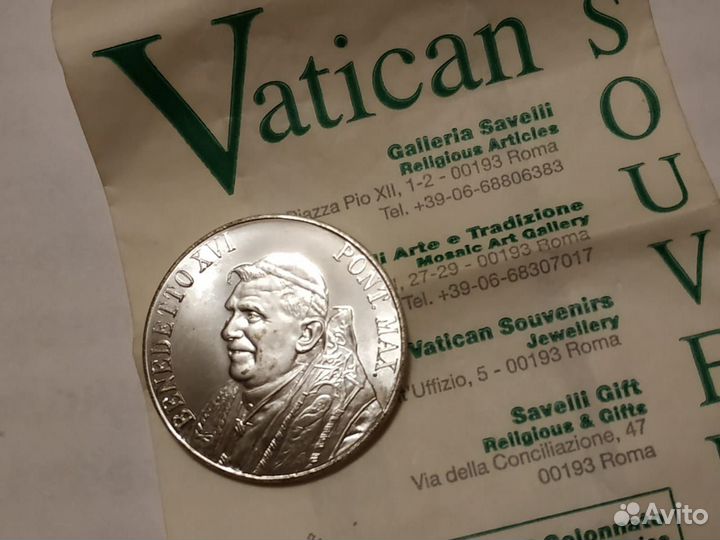 Vatican
SOUVE
Galleria Savelli
Religious Articles
Piazza Pio XII, 1-2 - 00193 Roma
Tel. +39-06-68806383
Arte e Tradizione
Mosaic Art Gallery
27-29 - 00193 Roma
Tel. +39-06-68307017
Vatican Souvenirs
Jewellery
Uffizio, 5 - 00193 Roma
Savelli Gift
Religious & Gifts
Via della Conciliazione, 47
00193 Roma
BENEDETTO XVI PONT. MAX.
Avito